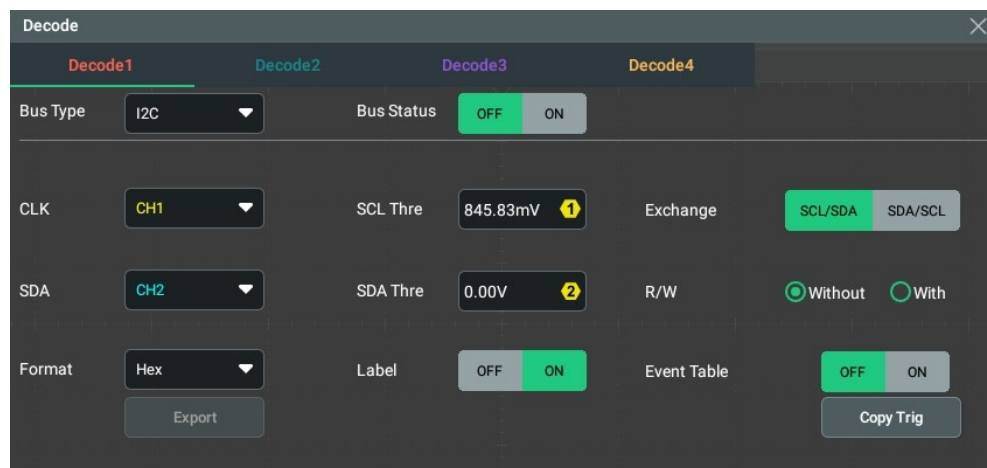 Decode
Decode1 Decode2 Decode3 Decode4
Bus Type I2C Bus Status OFF ON
CLK CH1 SCL Thre 845.83mV 1 Exchange SCL/SDA SDA/SCL
SDA CH2 SDA Thre 0.00V 2 R/W Without With
Format Hex Label OFF ON Event Table OFF ON
Export Copy Trig